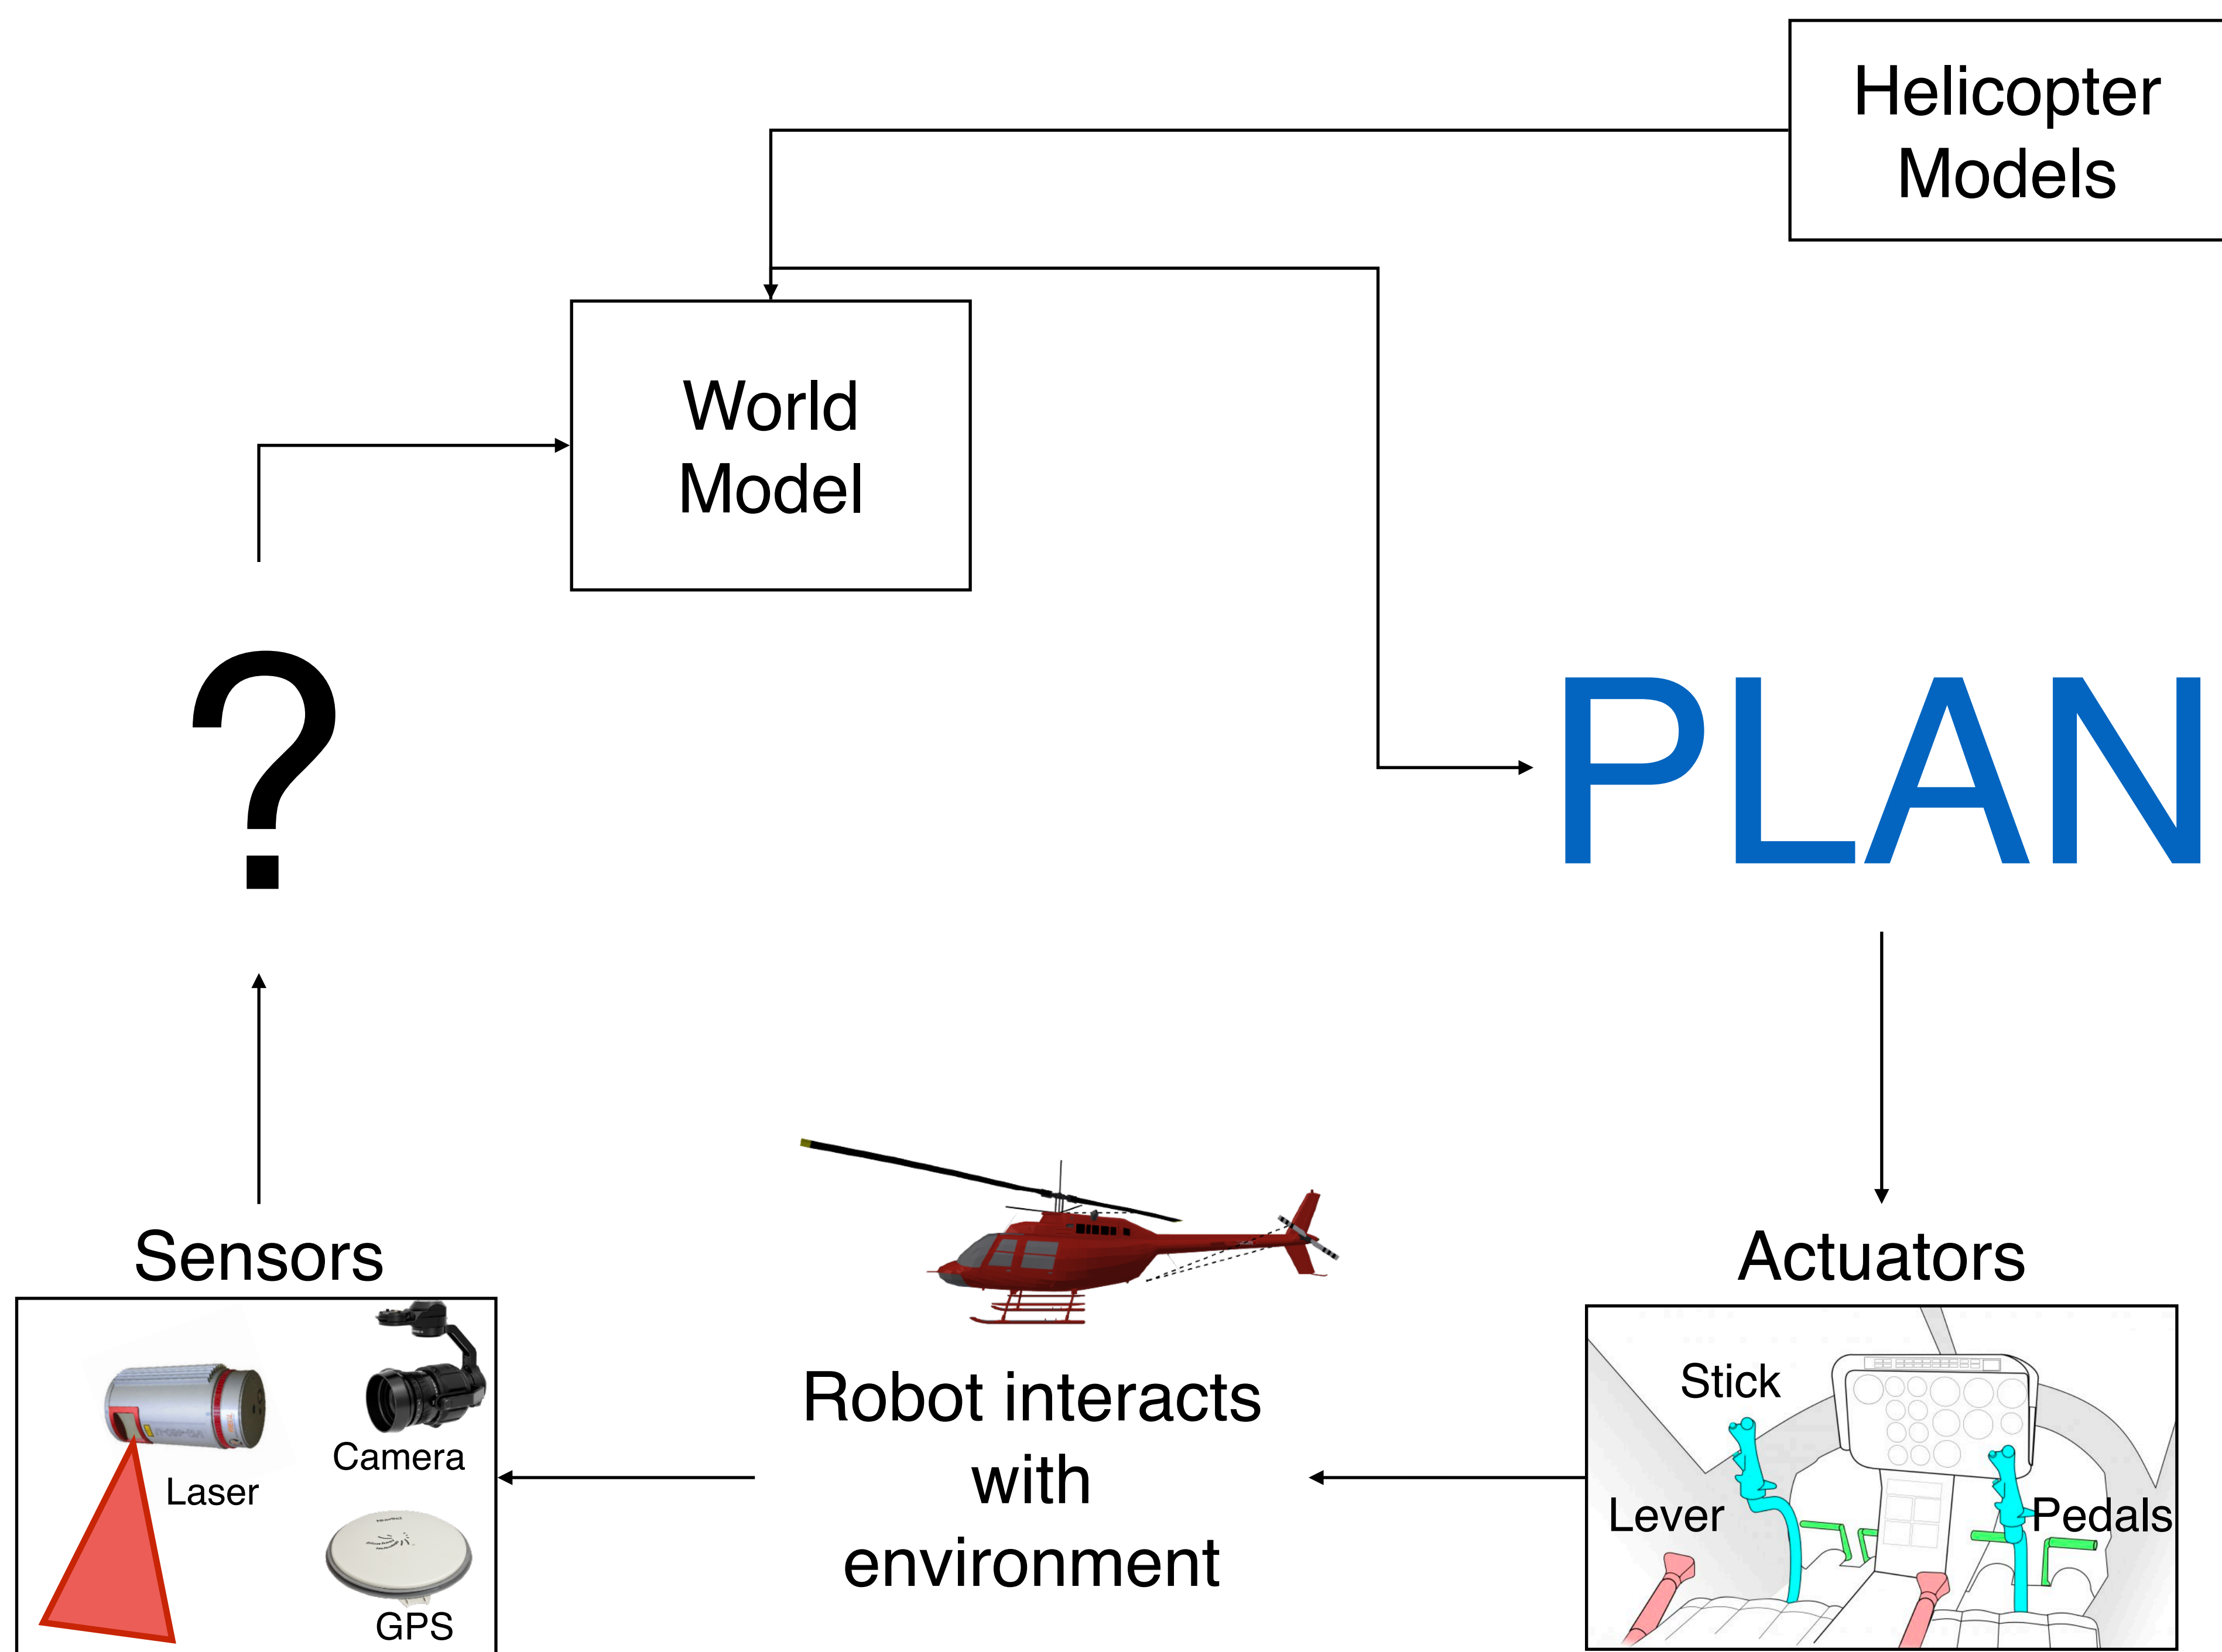 Helicopter
Models
World
Model
?
PLAN
Sensors
Actuators
Laser
Camera
GPS
Robot interacts
with
environment
Stick
Lever
Pedals